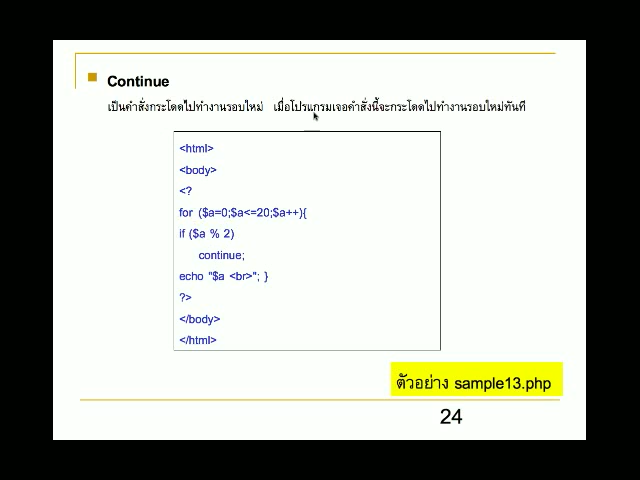 Continue
เป็นคำสั่งกระโดดไปทำงานรอบใหม่ เมื่อโปรแกรมเจอคำสั่งนี้จะกระโดดไปทำงานรอบใหม่ทันที
<html>
<body>
<?
for ($a=0;$a<=20;$a++){
if ($a % 2)
continue;
echo "$a <br>"; }
?>
</body>
</html>
ตัวอย่าง sample13.php
24